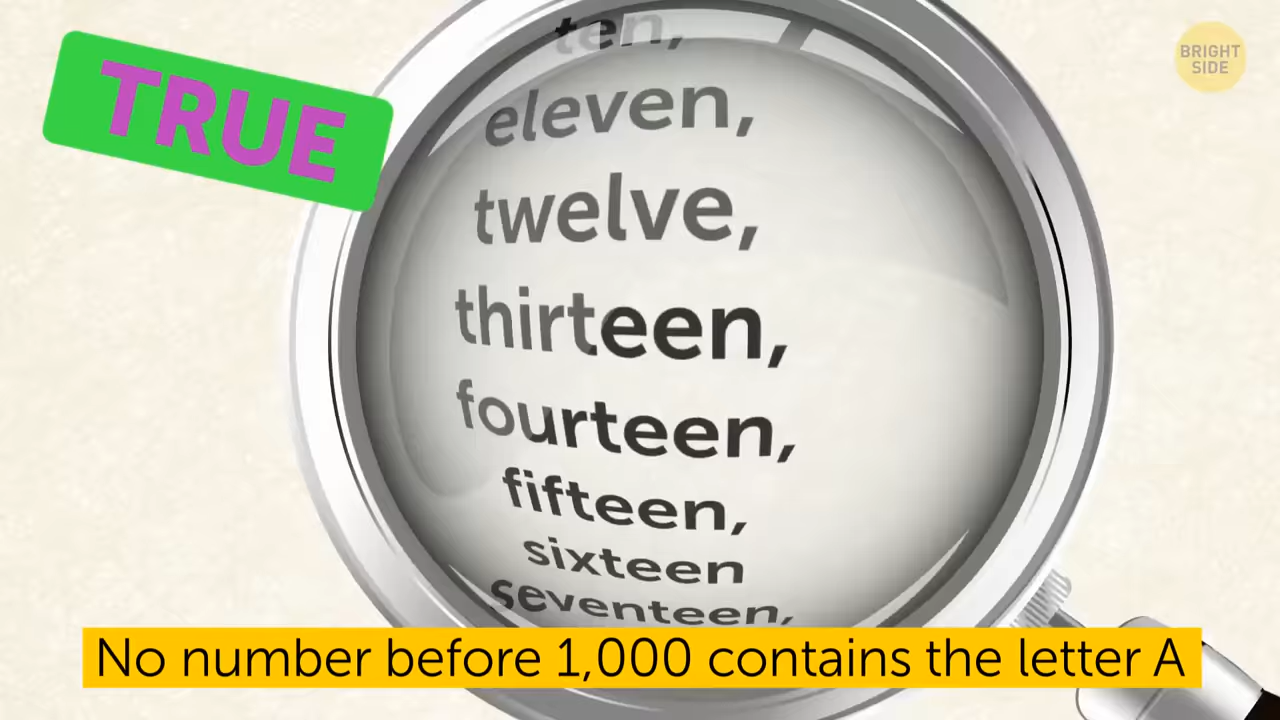 TRUE
BRIGHT
SIDE
ten,
eleven,
twelve,
thirteen,
fourteen,
fifteen,
sixteen
seventeen,
No number before 1,000 contains the letter A